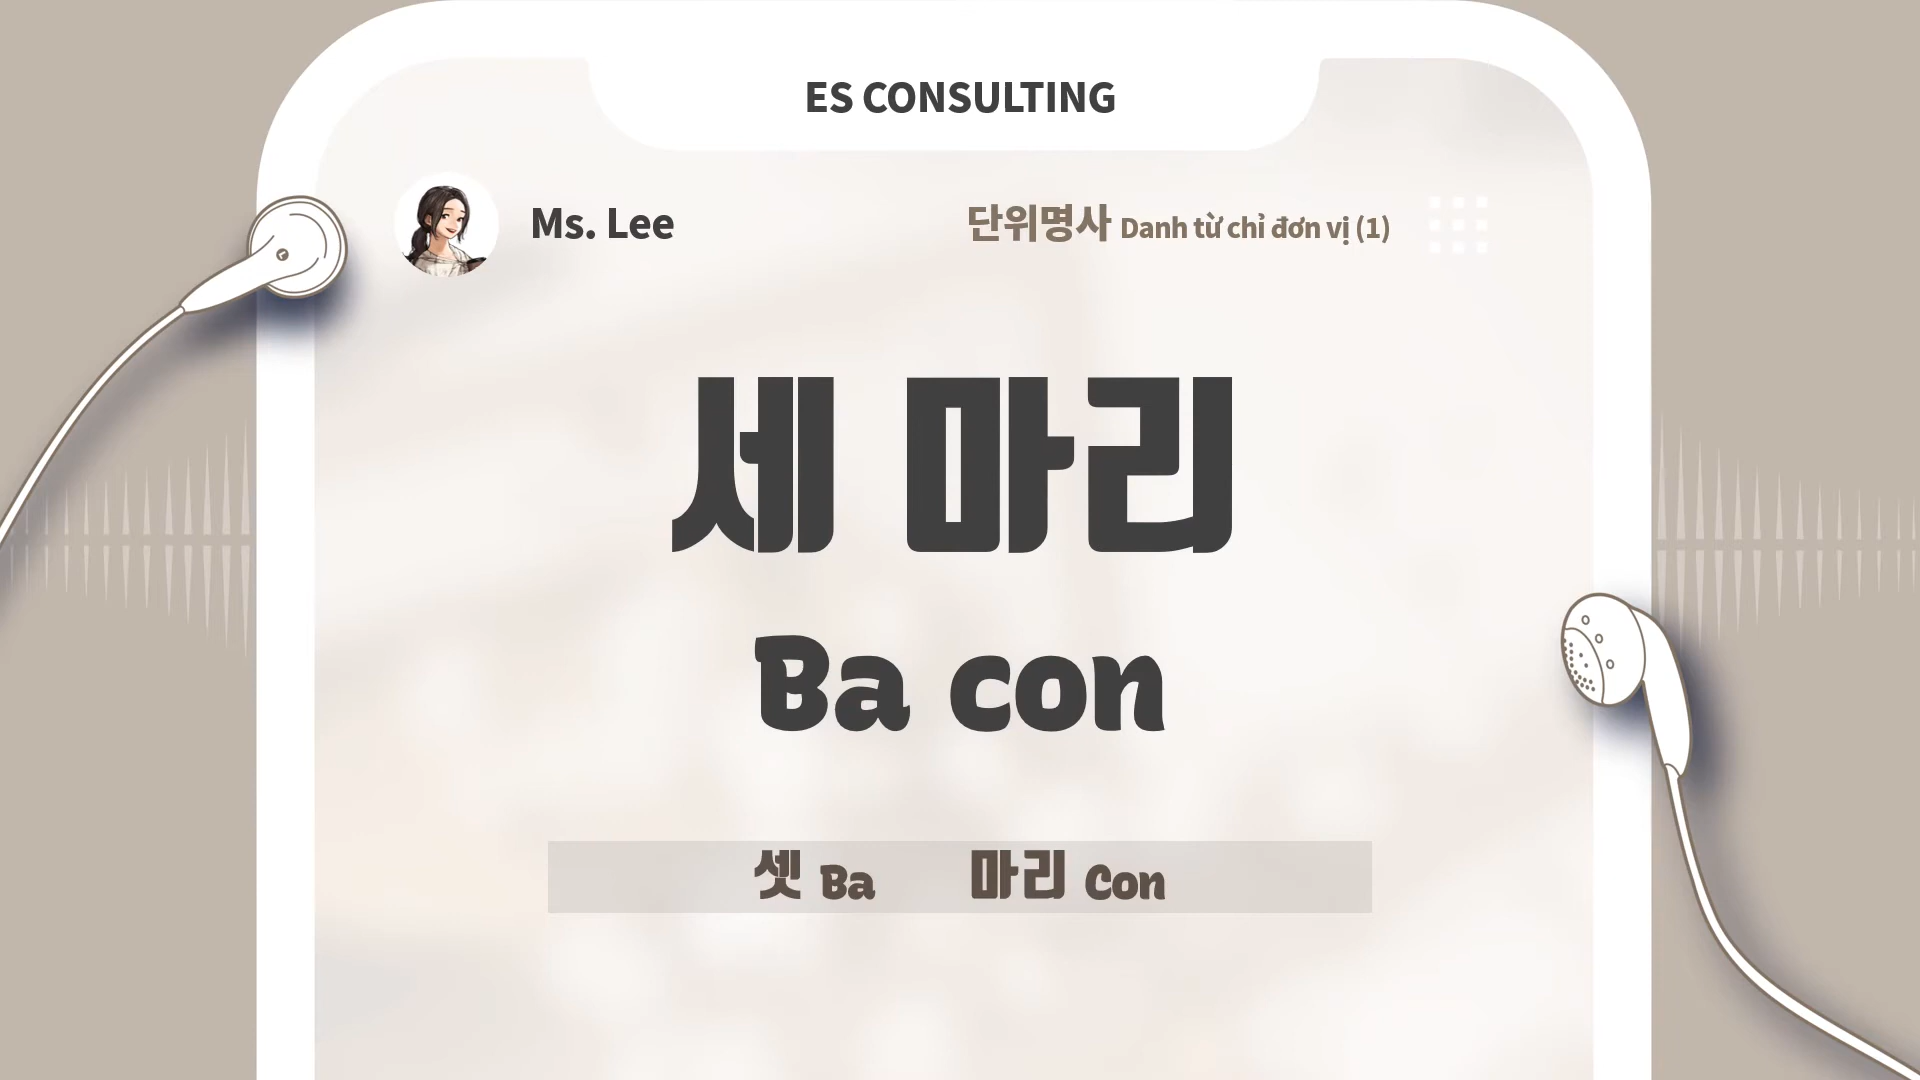 ES CONSULTING
Ms. Lee
단위명사 Danh từ chỉ đơn vị (1)
세 마리
Ba con
셋 Ba 마리 Con